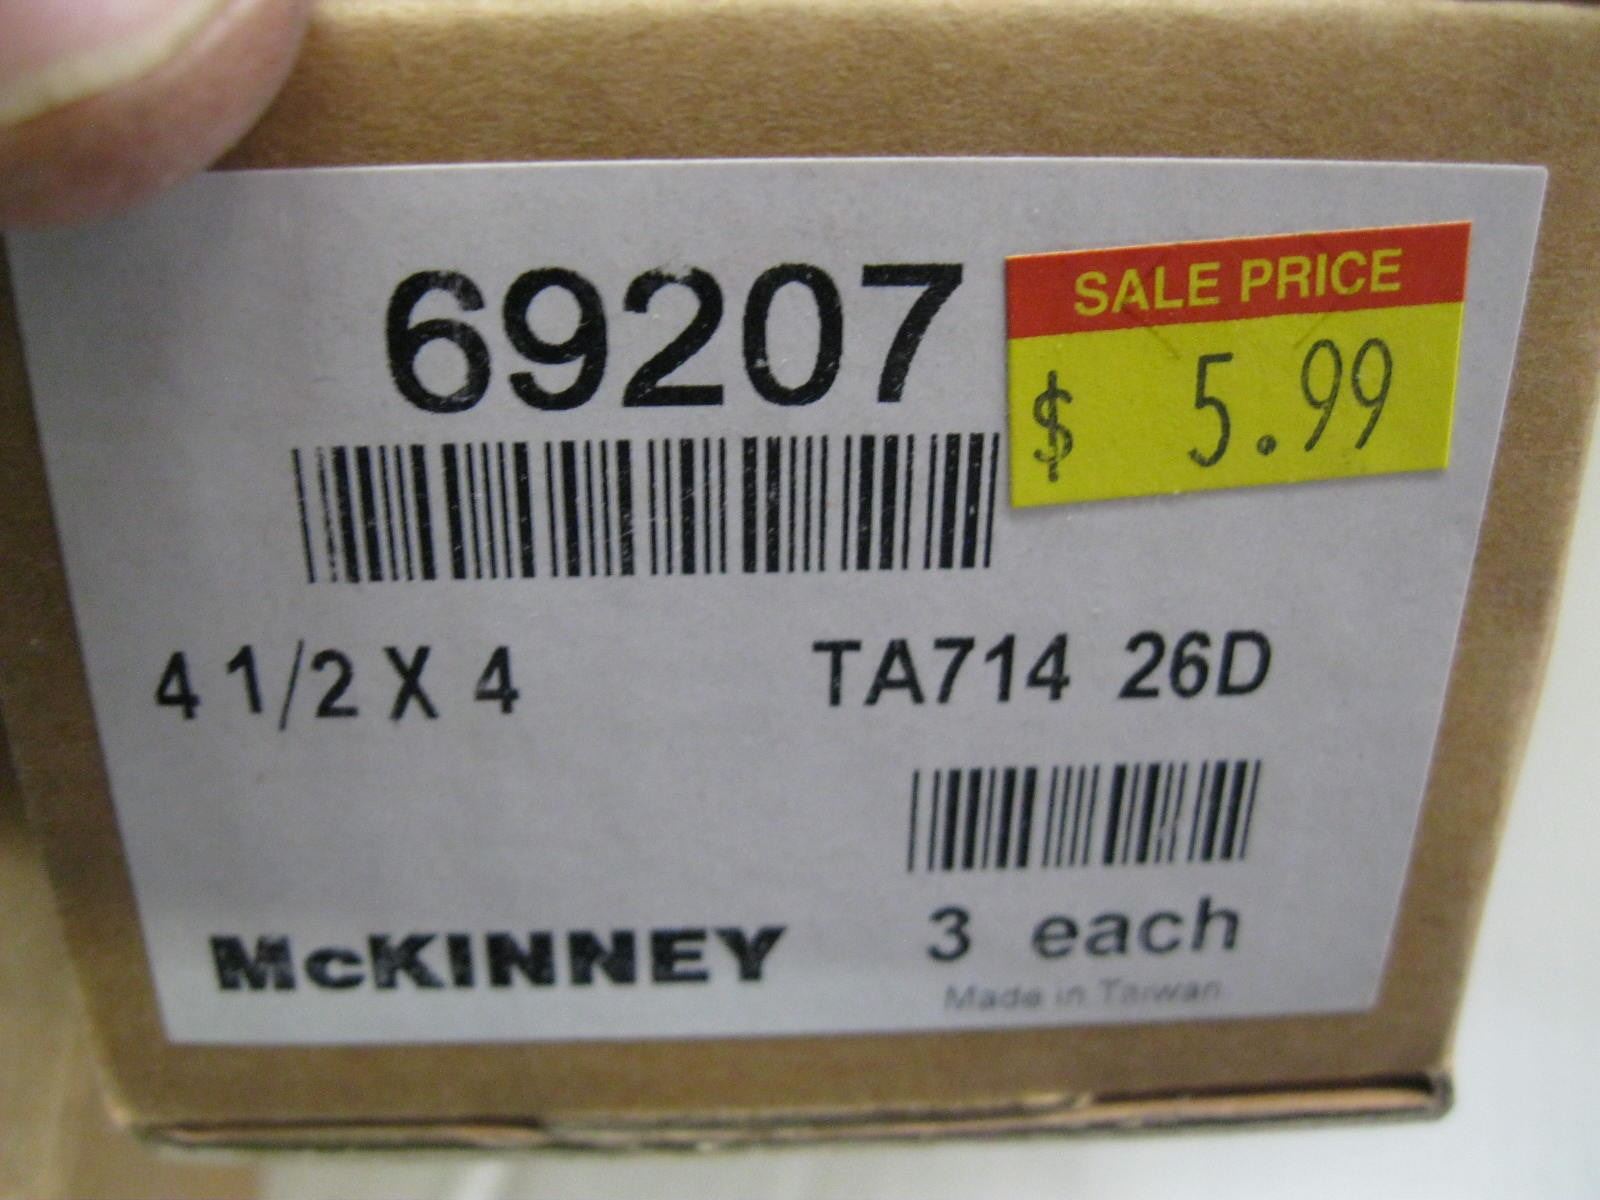 69207
SALE PRICE
$ 5.99
4 1/2 X 4
TA714 26D
McKINNEY
3 each
Made in Taiwan